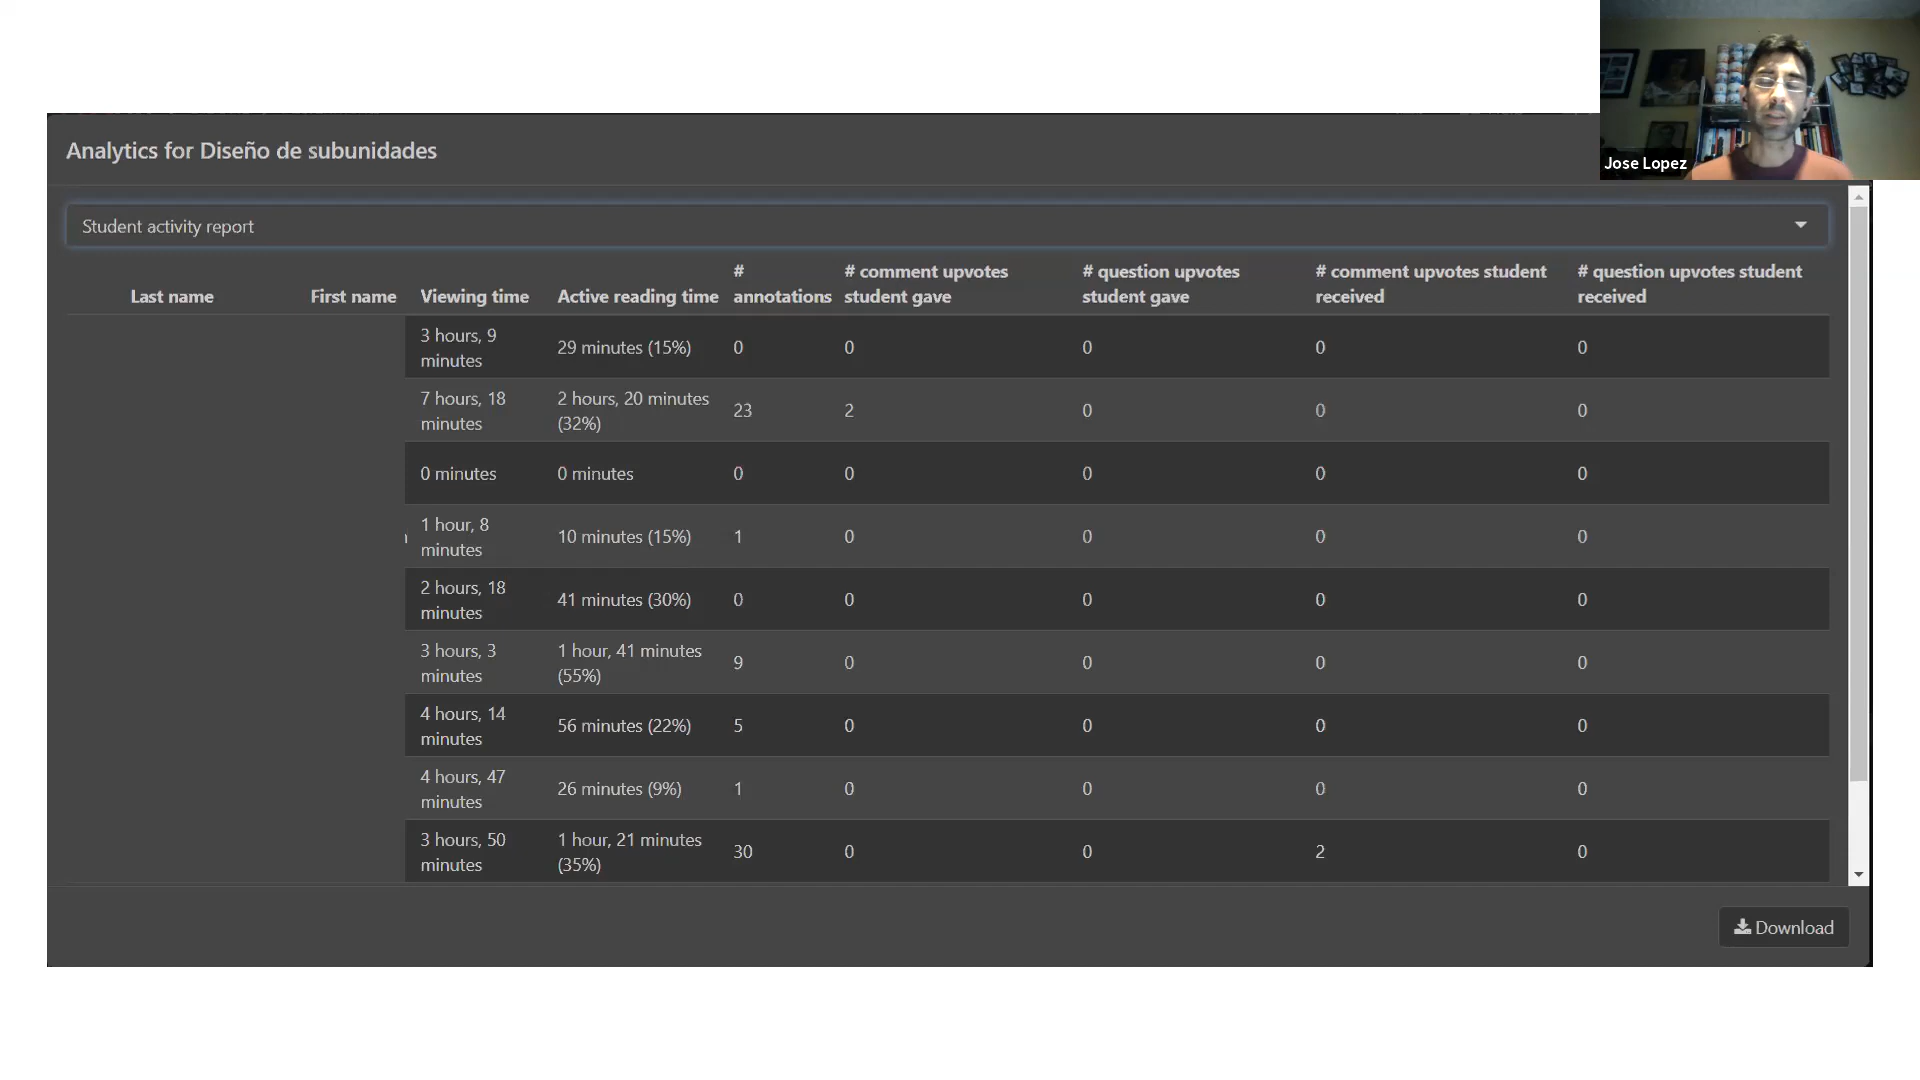 Jose Lopez
Analytics for Diseño de subunidades
Student activity report
Last name
First name
Viewing time
Active reading time
#
annotations
# comment upvotes
student gave
# question upvotes
student gave
# comment upvotes student
received
# question upvotes student
received
3 hours, 9
minutes
29 minutes (15%)
0
0
0
0
0
7 hours, 18
minutes
2 hours, 20 minutes
(32%)
23
2
0
0
0
0 minutes
0 minutes
0
0
0
0
0
1 hour, 8
minutes
10 minutes (15%)
1
0
0
0
0
2 hours, 18
minutes
41 minutes (30%)
0
0
0
0
0
3 hours, 3
minutes
1 hour, 41 minutes
(55%)
9
0
0
0
0
4 hours, 14
minutes
56 minutes (22%)
5
0
0
0
0
4 hours, 47
minutes
26 minutes (9%)
1
0
0
0
0
3 hours, 50
minutes
1 hour, 21 minutes
(35%)
30
0
0
2
0
Download